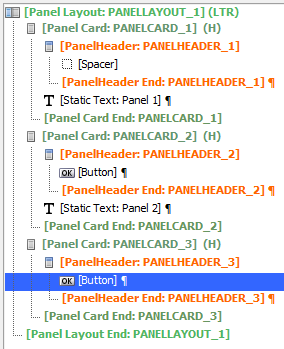 [Panel Layout: PANELLAYOUT_1] (LTR)
[Panel Card: PANELCARD_1] (H)
[PanelHeader: PANELHEADER_1]
[Spacer]
[PanelHeader End: PANELHEADER_1] ¶
T [Static Text: Panel 1] ¶
[Panel Card End: PANELCARD_1]
[Panel Card: PANELCARD_2] (H)
[PanelHeader: PANELHEADER_2]
OK [Button] ¶
[PanelHeader End: PANELHEADER_2] ¶
T [Static Text: Panel 2] ¶
[Panel Card End: PANELCARD_2]
[Panel Card: PANELCARD_3] (H)
[PanelHeader: PANELHEADER_3]
OK [Button] ¶
[PanelHeader End: PANELHEADER_3] ¶
[Panel Card End: PANELCARD_3]
[Panel Layout End: PANELLAYOUT_1]